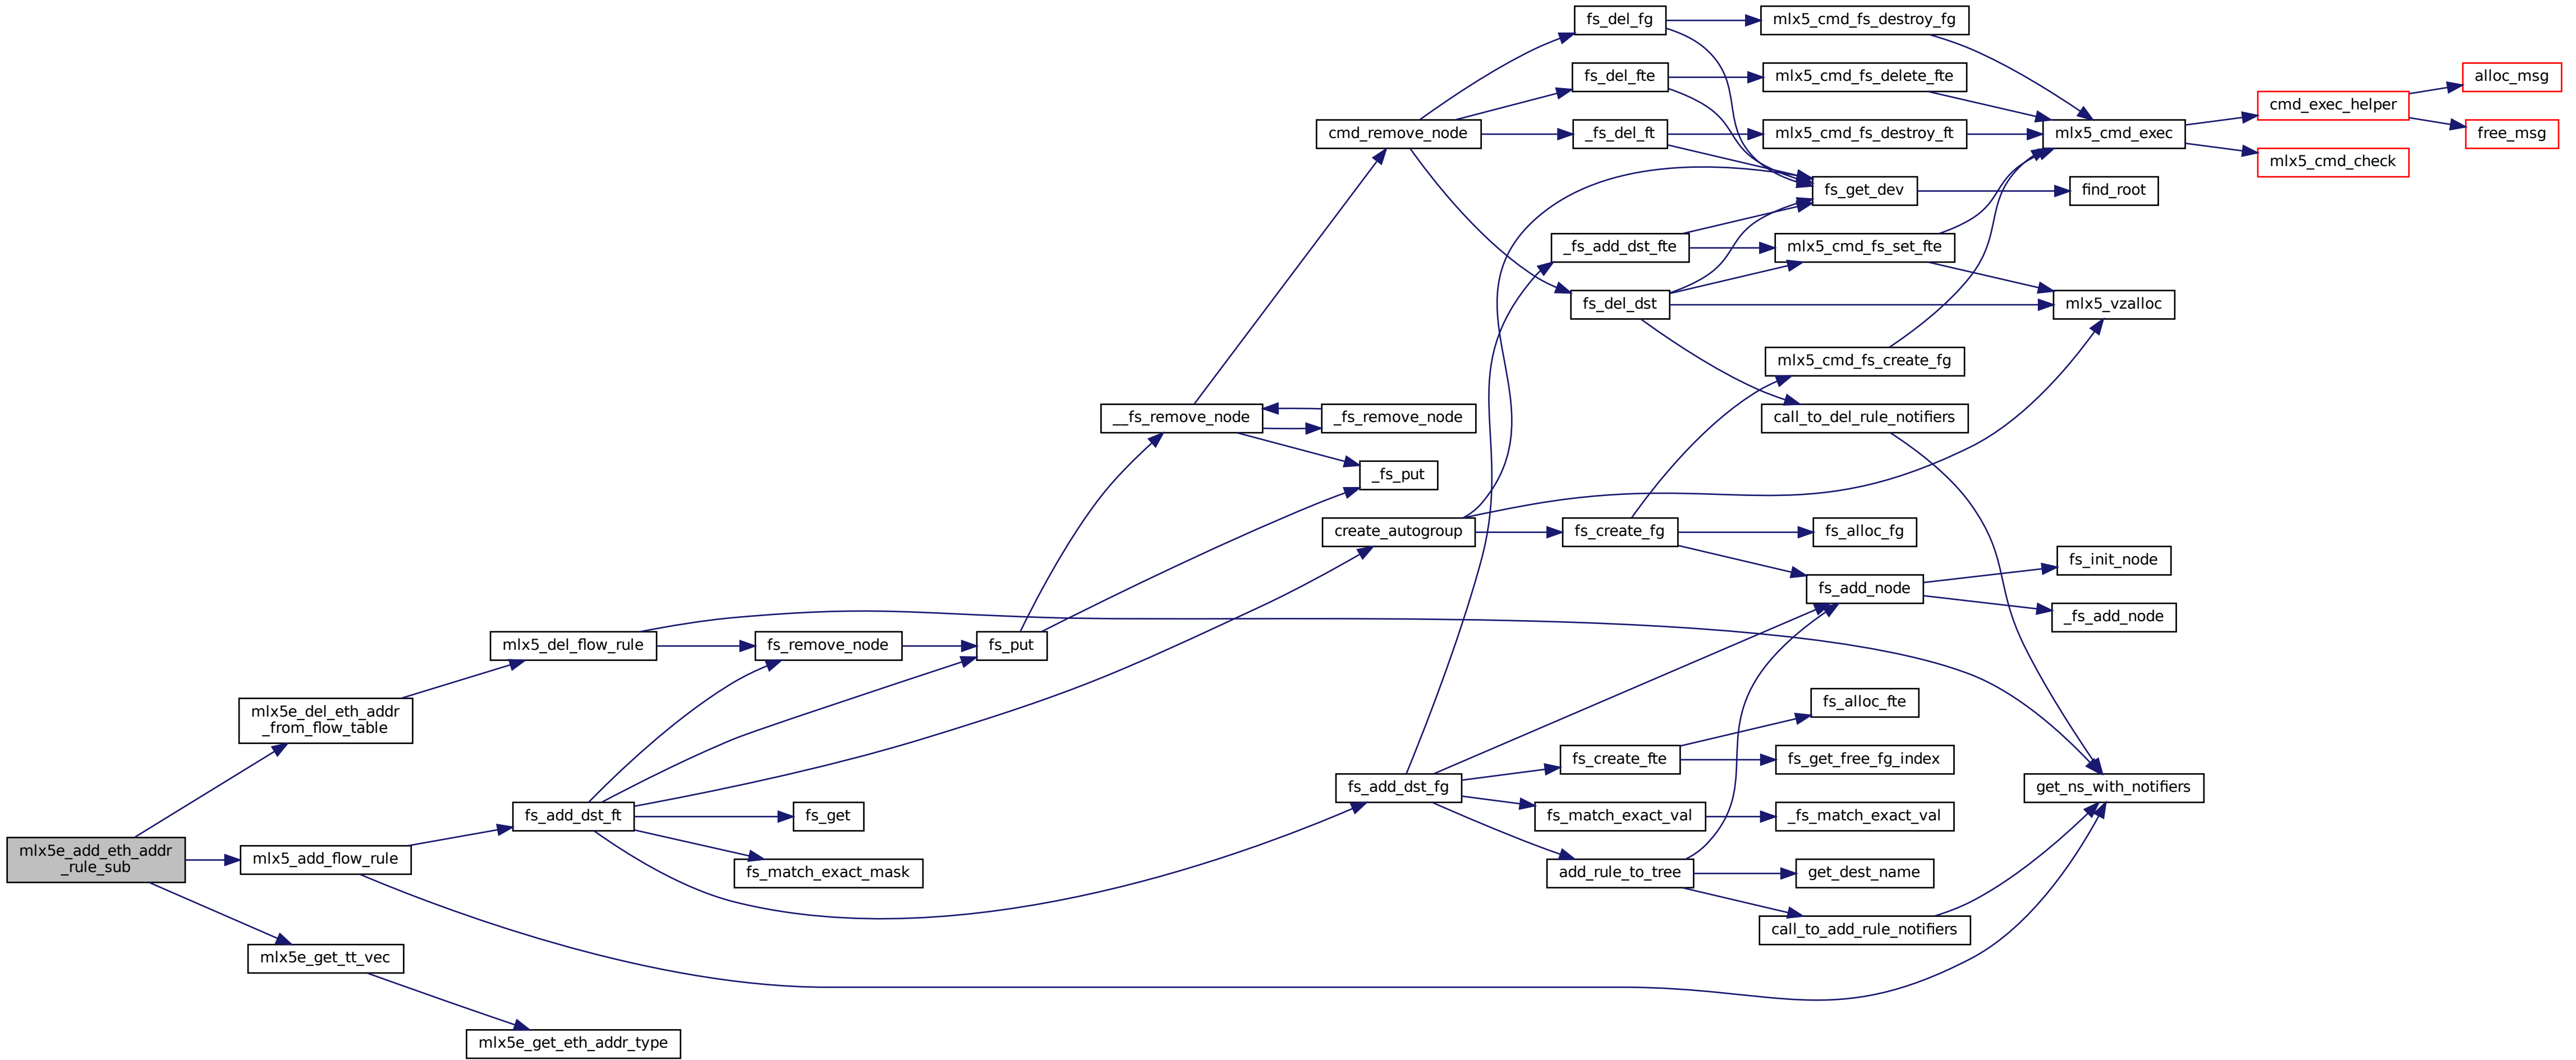 mlx5e_add_eth_addr
_rule_sub
mlx5e_del_eth_addr
_from_flow_table
mlx5_add_flow_rule
mlx5e_get_tt_vec
mlx5e_get_eth_addr_type
mlx5_del_flow_rule
fs_add_dst_ft
fs_remove_node
fs_get
fs_match_exact_mask
fs_put
__fs_remove_node
_fs_remove_node
_fs_put
create_autogroup
fs_add_dst_fg
cmd_remove_node
fs_del_fg
fs_del_fte
_fs_del_ft
_fs_add_dst_fte
fs_del_dst
fs_create_fg
fs_create_fte
fs_match_exact_val
add_rule_to_tree
mlx5_cmd_fs_destroy_fg
mlx5_cmd_fs_delete_fte
mlx5_cmd_fs_destroy_ft
fs_get_dev
mlx5_cmd_fs_set_fte
mlx5_cmd_fs_create_fg
call_to_del_rule_notifiers
fs_alloc_fg
fs_add_node
fs_alloc_fte
fs_get_free_fg_index
_fs_match_exact_val
get_dest_name
call_to_add_rule_notifiers
mlx5_cmd_exec
find_root
mlx5_vzalloc
fs_init_node
_fs_add_node
get_ns_with_notifiers
cmd_exec_helper
mlx5_cmd_check
alloc_msg
free_msg